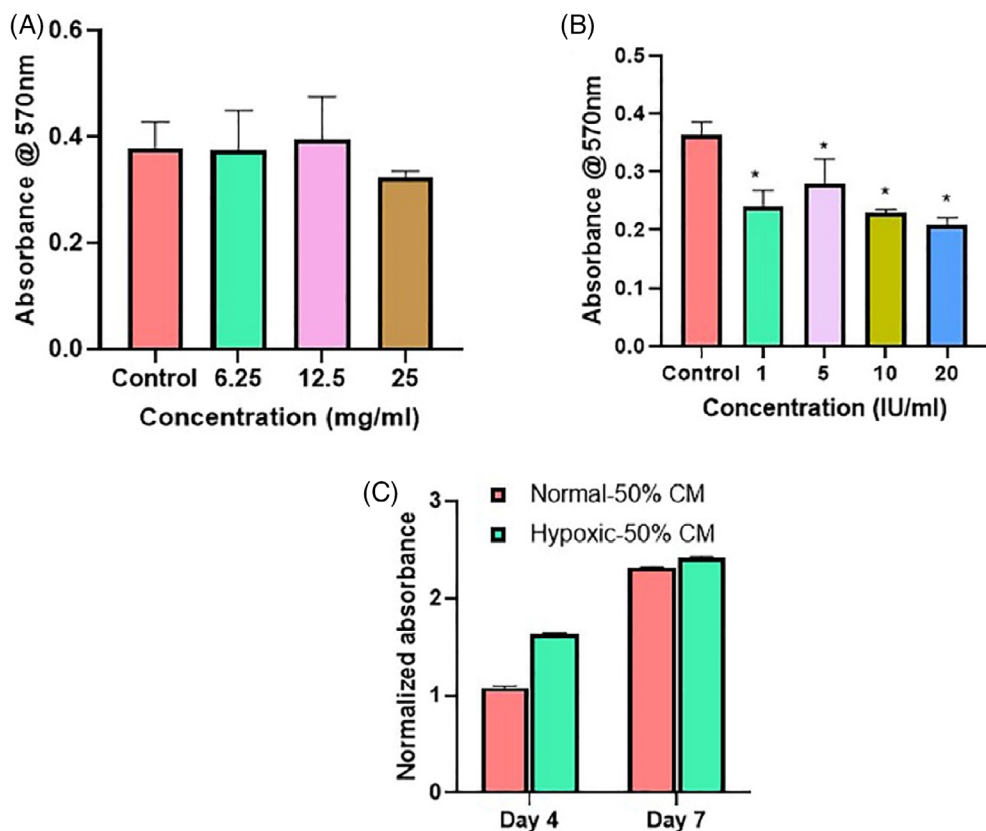 (A)
Absorbance @ 570nm
0.6
0.4
0.2
0.0
Control 6.25 12.5 25
Concentration (mg/ml)
(B)
Absorbance @ 570nm
0.5
0.4
0.3
0.2
0.1
0.0
* * * *
Control 1 5 10 20
Concentration (IU/ml)
(C)
Normalized absorbance
3
2
1
0
Normal-50% CM
Hypoxic-50% CM
Day 4 Day 7